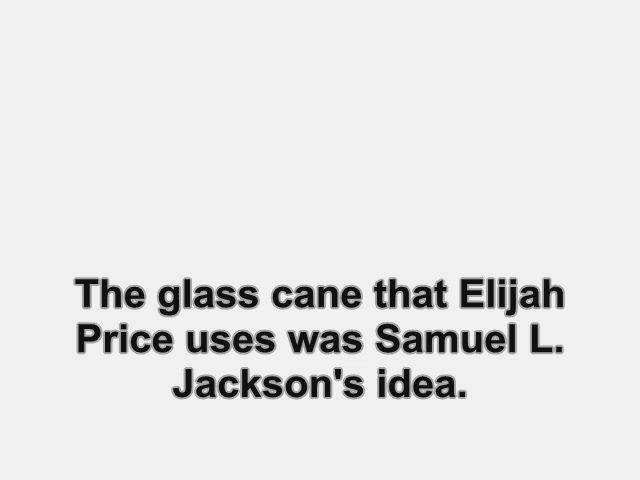 The glass cane that Elijah
Price uses was Samuel L.
Jackson's idea.